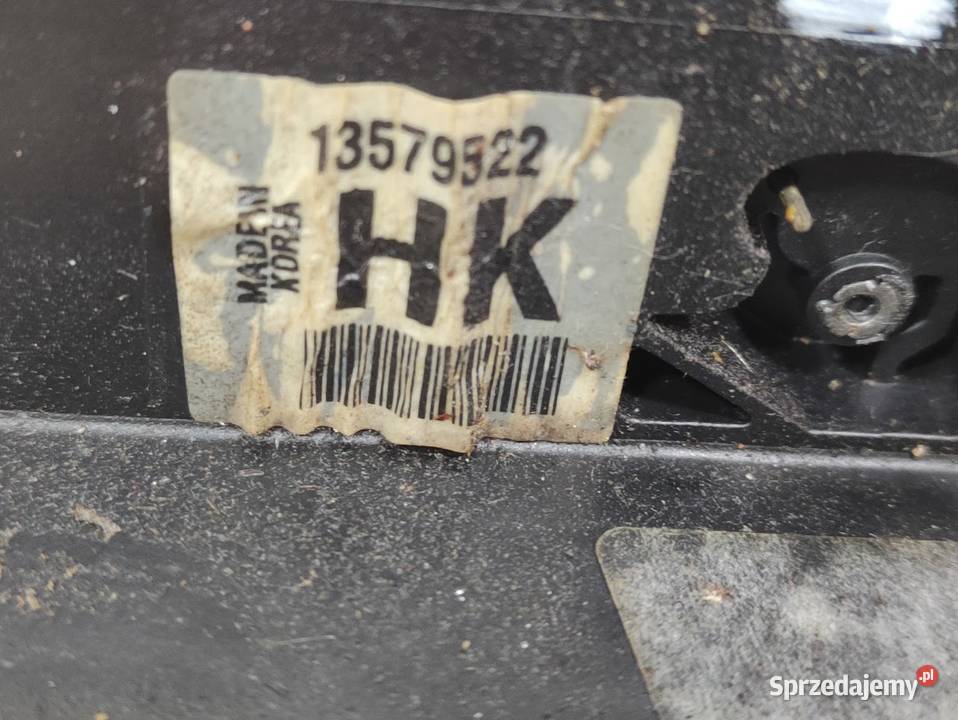 13579522
HK
MADE IN
KOREA
Sprzedajemy.pl